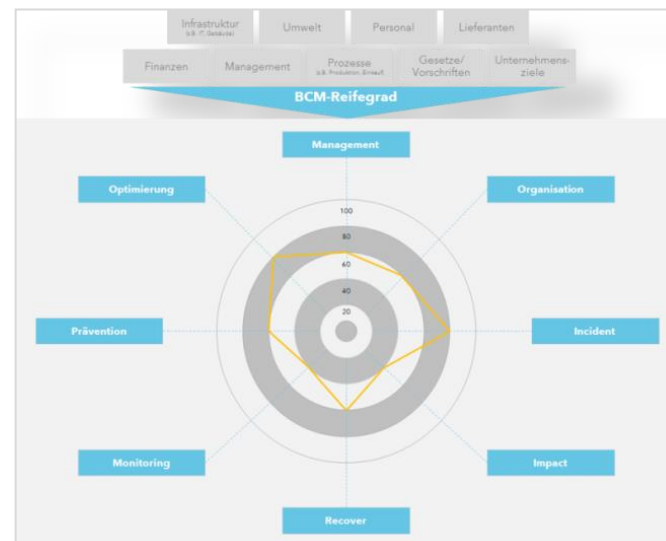 Infrastruktur
(z.B. IT, Gebäude)
Umwelt
Personal
Lieferanten
Finanzen
Management
Prozesse
(z.B. Produktion, Einkauf)
Gesetze/
Vorschriften
Unternehmens-
ziele
BCM-Reifegrad
Management
Optimierung
Organisation
100
80
60
40
20
Prävention
Incident
Monitoring
Impact
Recover